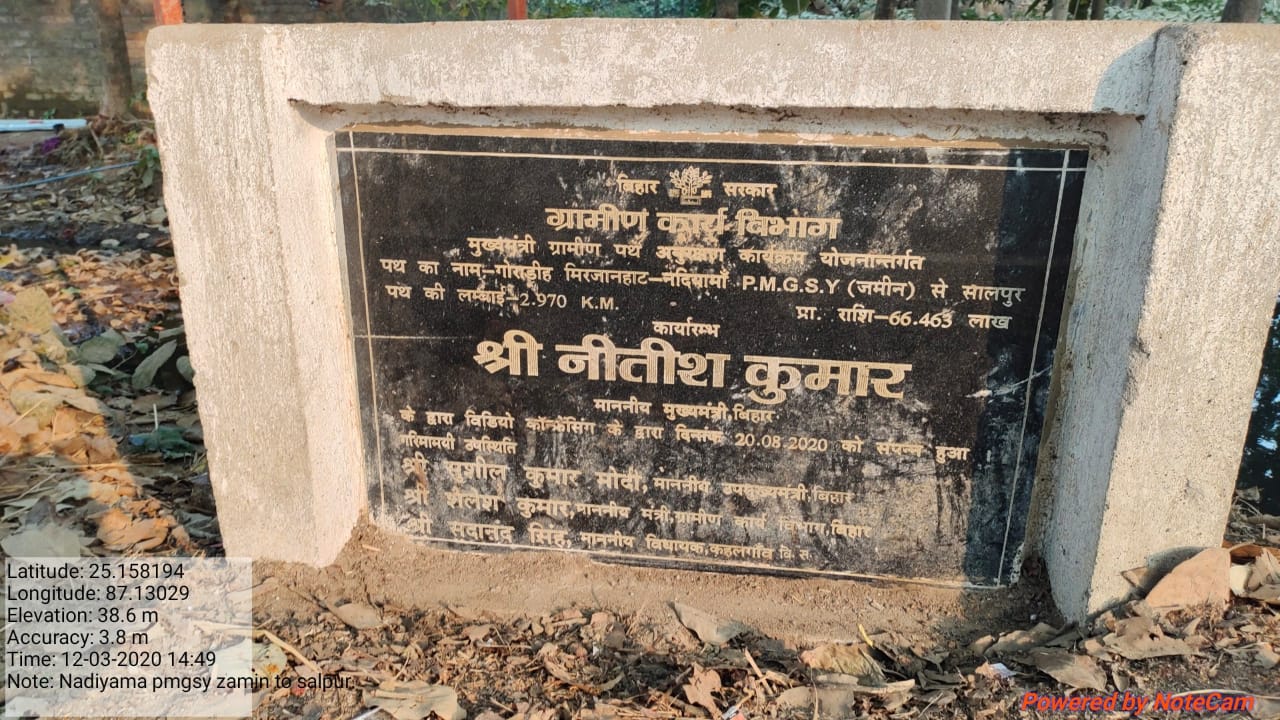 बिहार सरकार
ग्रामीण कार्य विभाग
मुख्यमंत्री ग्रामीण पथ अनुरक्षण कार्यक्रम योजनान्तर्गत
पथ का नाम–गोराडीह मिरजानहाट–नदियामाँ P.M.G.S.Y (जमीन) से सालपुर
पथ की लम्बाई–2.970 K.M. प्रा. राशि–66.463 लाख
कार्यारम्भ
श्री नीतीश कुमार
माननीय मुख्यमंत्री,बिहार
के द्वारा विडियो कॉन्फ्रेंसिंग के द्वारा दिनांक 20.08.2020 को संपन्न हुआ
गरिमामयी उपस्थिति
श्री सुशील कुमार मोदी, माननीय उपमुख्यमंत्री,बिहार
श्री शैलेश कुमार,माननीय मंत्री,ग्रामीण कार्य विभाग,बिहार
श्री सदानंद सिंह, माननीय विधायक,कहलगाँव वि.स.
Latitude: 25.158194
Longitude: 87.13029
Elevation: 38.6 m
Accuracy: 3.8 m
Time: 12-03-2020 14:49
Note: Nadiyama pmgsy zamin to salpur
Powered by NoteCam